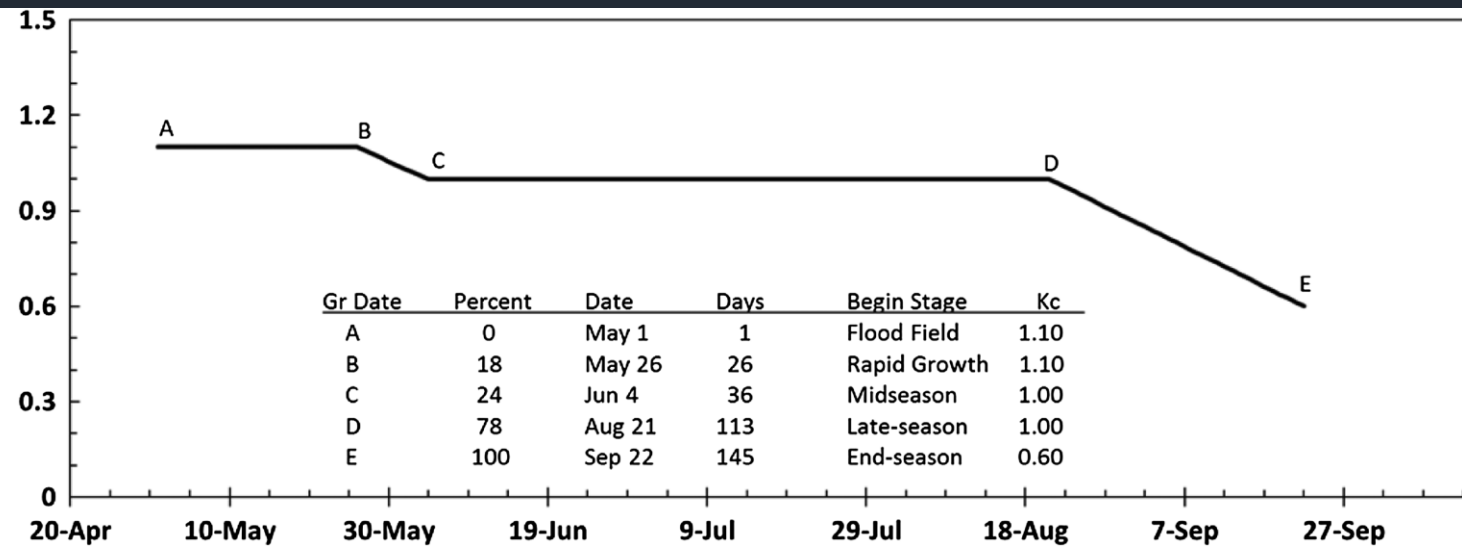 1.5
A
B
1.2
C
D
0.9
E
0.6
Gr Date Percent Date Days Begin Stage Kc
A 0 May 1 1 Flood Field 1.10
B 18 May 26 26 Rapid Growth 1.10
C 24 Jun 4 36 Midseason 1.00
0.3
D 78 Aug 21 113 Late-season 1.00
E 100 Sep 22 145 End-season 0.60
0
20-Apr 10-May 30-May 19-Jun 9-Jul 29-Jul 18-Aug 7-Sep 27-Sep